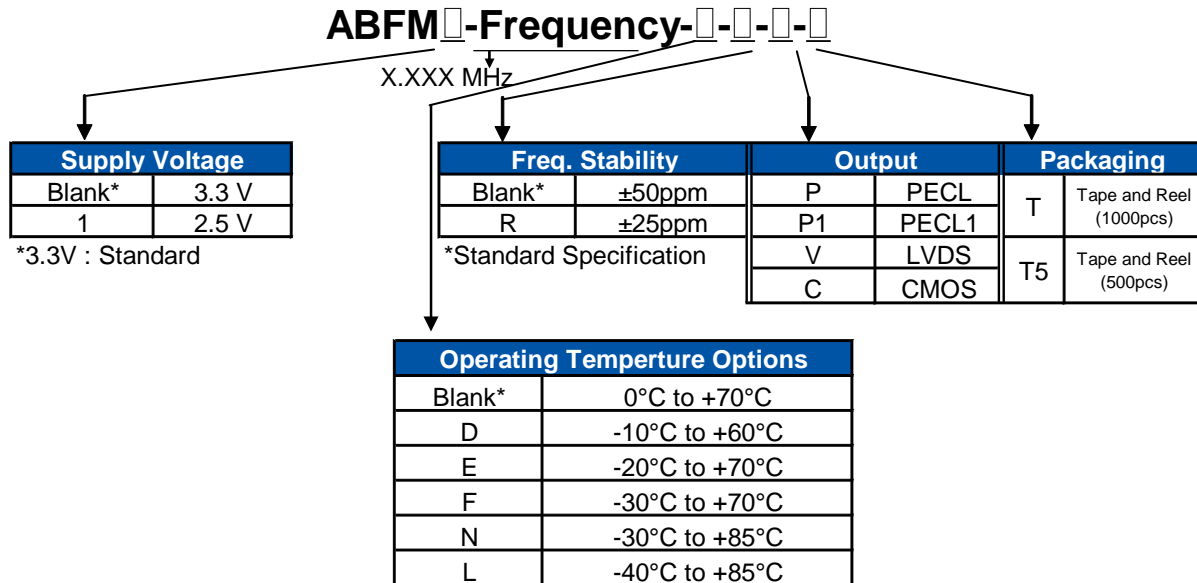 ABFM□-Frequency-□-□-□-□
X.XXX MHz
Supply Voltage
Blank* 3.3 V
1 2.5 V
*3.3V : Standard
Freq. Stability
Blank* ±50ppm
R ±25ppm
*Standard Specification
Output
P PECL
P1 PECL1
V LVDS
C CMOS
Packaging
T Tape and Reel
(1000pcs)
T5 Tape and Reel
(500pcs)
Operating Temperture Options
Blank* 0°C to +70°C
D -10°C to +60°C
E -20°C to +70°C
F -30°C to +70°C
N -30°C to +85°C
L -40°C to +85°C